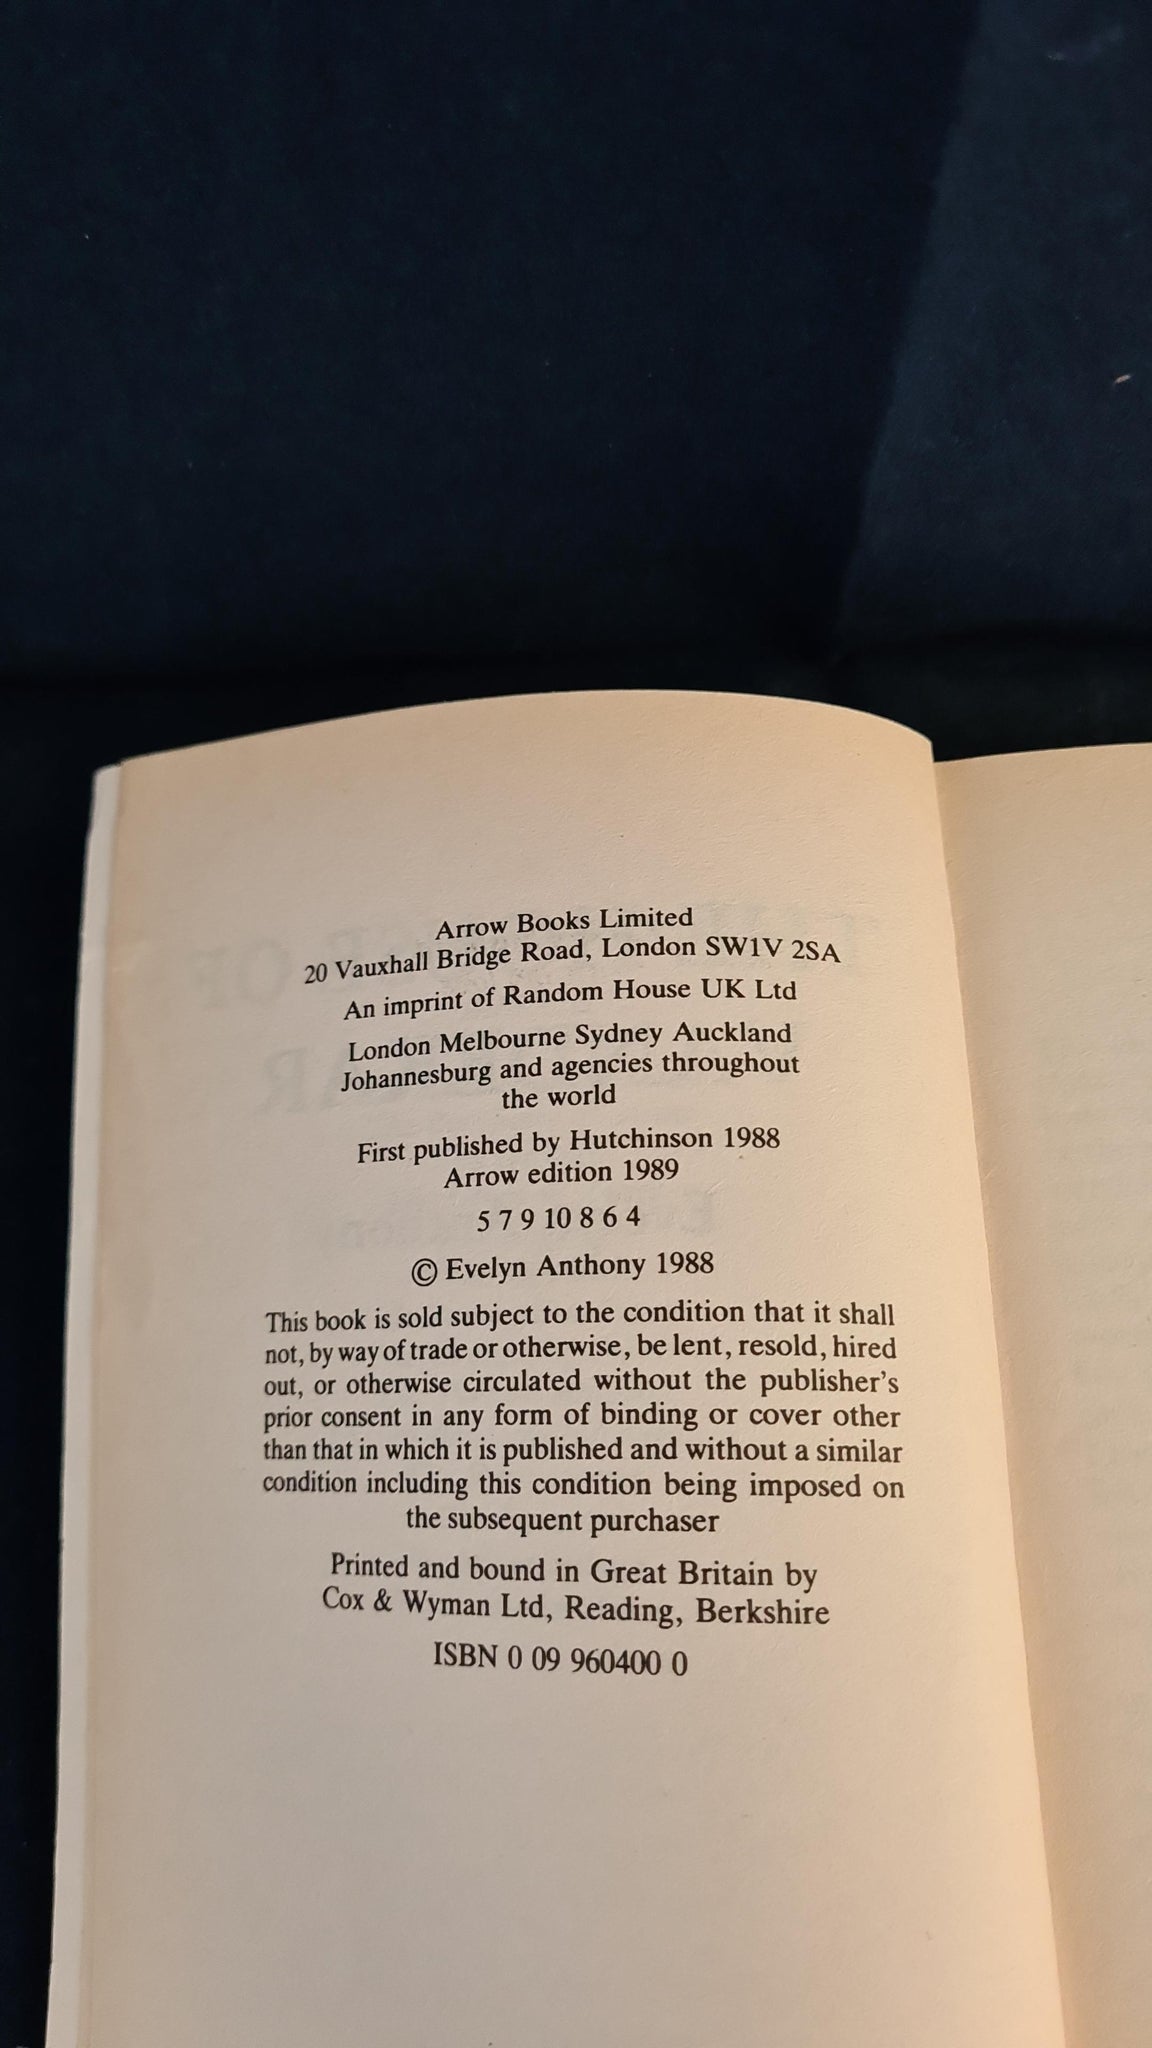 Arrow Books Limited
20 Vauxhall Bridge Road, London SW1V 2SA
An imprint of Random House UK Ltd
London Melbourne Sydney Auckland
Johannesburg and agencies throughout
the world
First published by Hutchinson 1988
Arrow edition 1989
5 7 9 10 8 6 4
© Evelyn Anthony 1988
This book is sold subject to the condition that it shall
not, by way of trade or otherwise, be lent, resold, hired
out, or otherwise circulated without the publisher's
prior consent in any form of binding or cover other
than that in which it is published and without a similar
condition including this condition being imposed on
the subsequent purchaser
Printed and bound in Great Britain by
Cox & Wyman Ltd, Reading, Berkshire
ISBN 0 09 960400 0